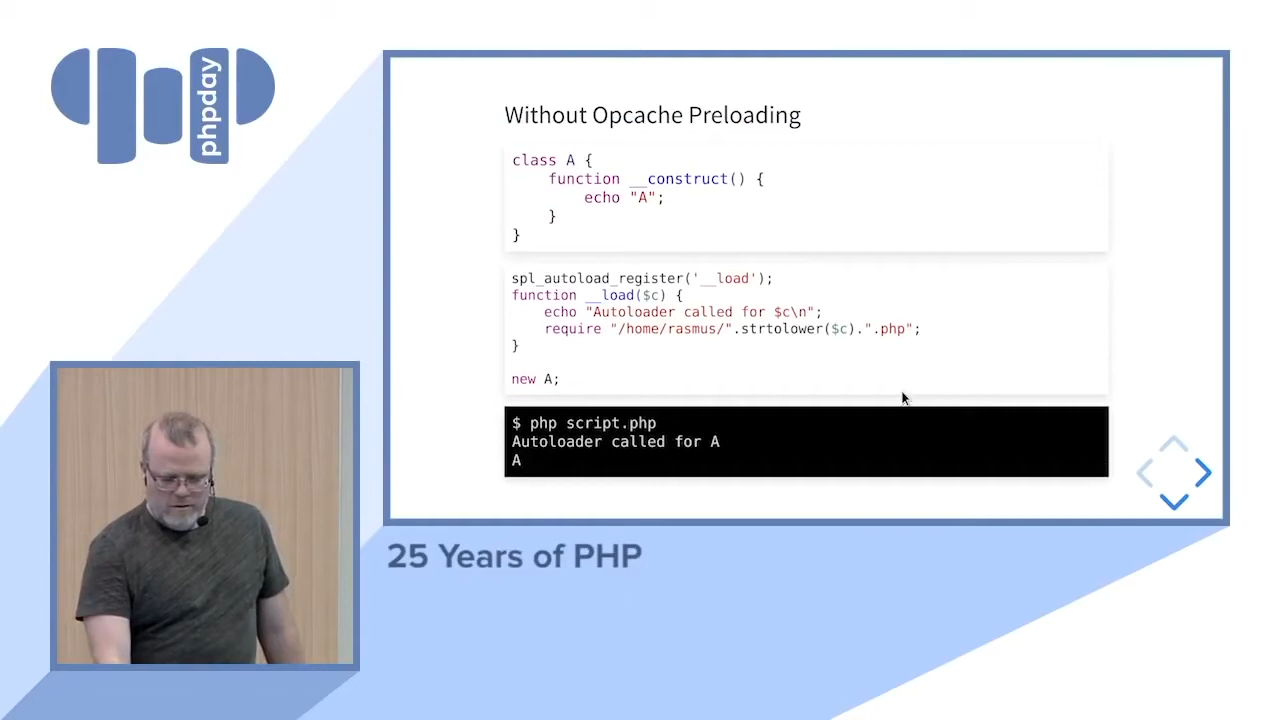 phpday
Without Opcache Preloading
class A {
    function __construct() {
        echo "A";
    }
}
spl_autoload_register('__load');
function __load($c) {
    echo "Autoloader called for $c\n";
    require "/home/rasmus/".strtolower($c).".php";
}
new A;
$ php script.php
Autoloader called for A
A
25 Years of PHP